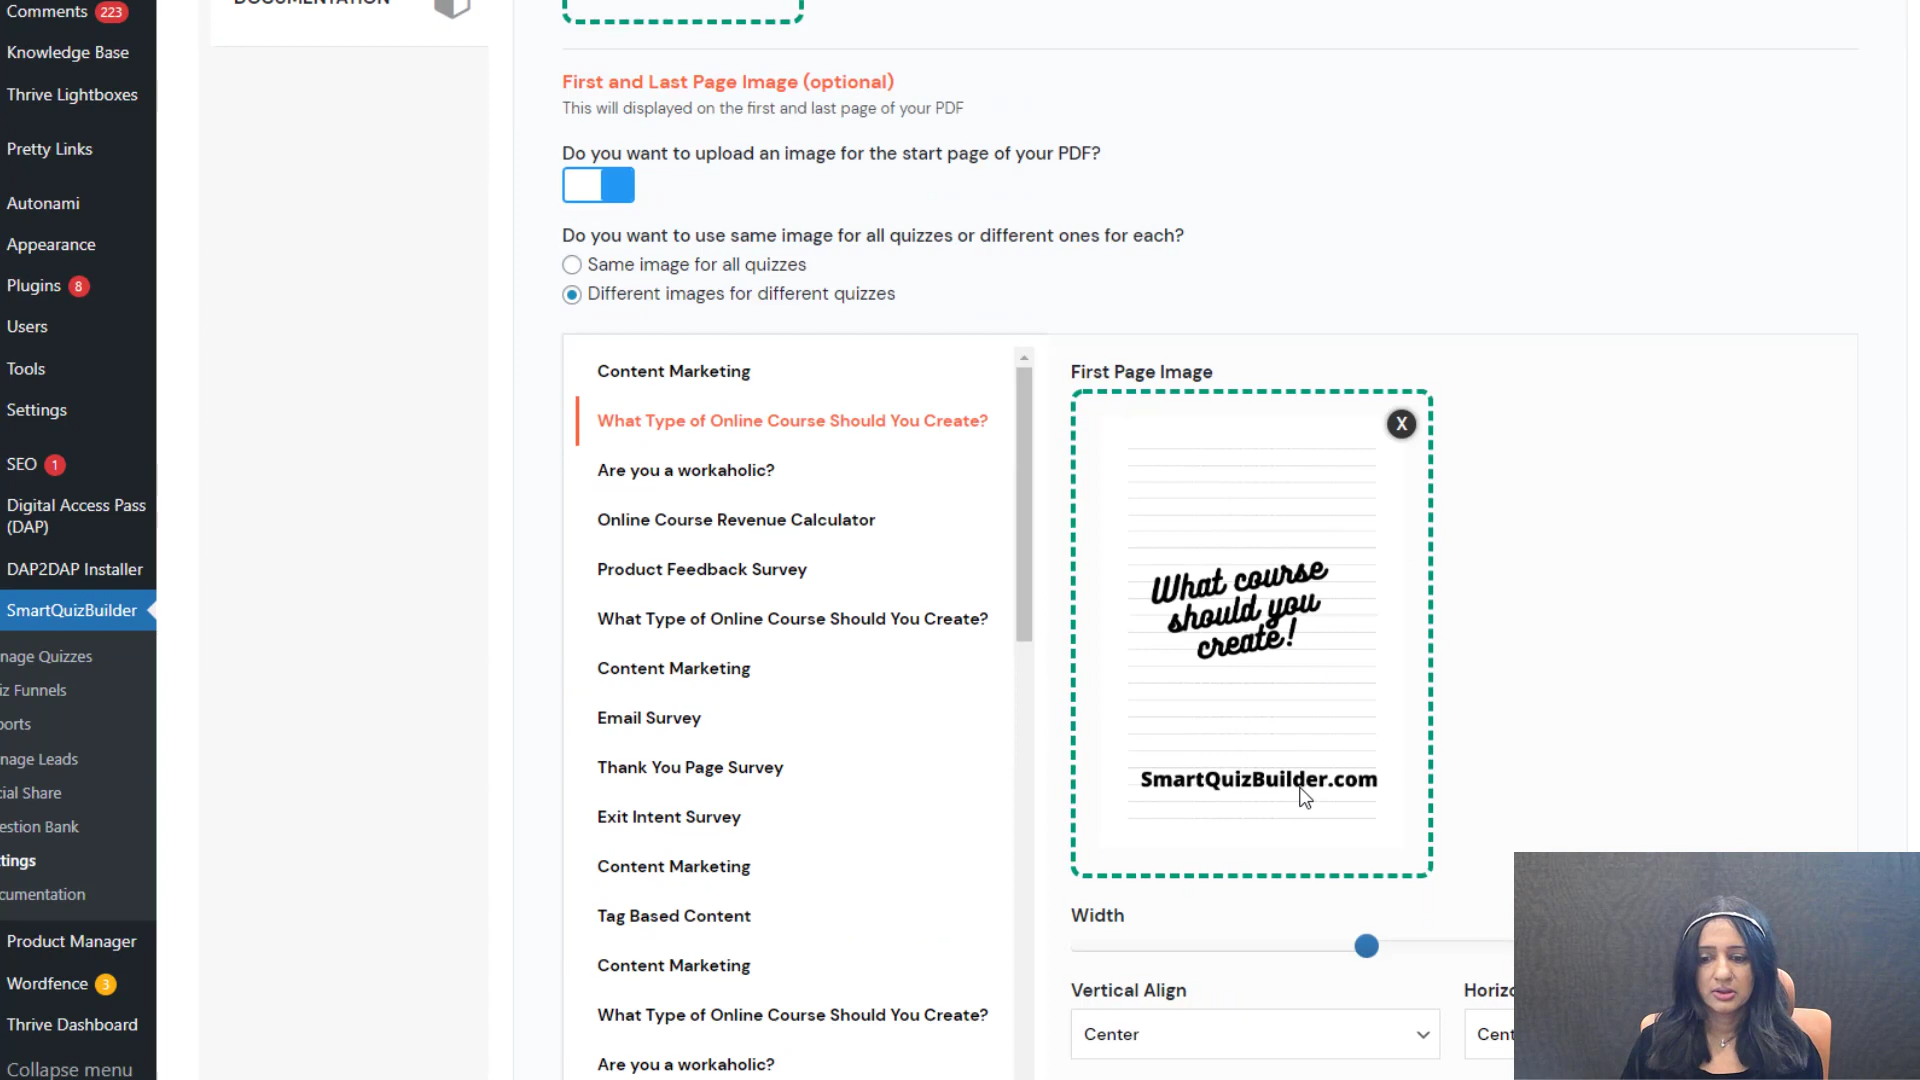 Comments 223
Knowledge Base
Thrive Lightboxes
Pretty Links
Autonami
Appearance
Plugins 8
Users
Tools
Settings
SEO 1
Digital Access Pass
(DAP)
DAP2DAP Installer
SmartQuizBuilder
nage Quizzes
iz Funnels
ports
nage Leads
cial Share
estion Bank
ttings
cumentation
Product Manager
Wordfence 3
Thrive Dashboard
Collapse menu
DOCUMENTATION
First and Last Page Image (optional)
This will displayed on the first and last page of your PDF
Do you want to upload an image for the start page of your PDF?
Do you want to use same image for all quizzes or different ones for each?
Same image for all quizzes
Different images for different quizzes
Content Marketing
What Type of Online Course Should You Create?
Are you a workaholic?
Online Course Revenue Calculator
Product Feedback Survey
What Type of Online Course Should You Create?
Content Marketing
Email Survey
Thank You Page Survey
Exit Intent Survey
Content Marketing
Tag Based Content
Content Marketing
What Type of Online Course Should You Create?
Are you a workaholic?
First Page Image
X
What course
should you
create!
SmartQuizBuilder.com
Width
Vertical Align
Center
Horizo
Cent